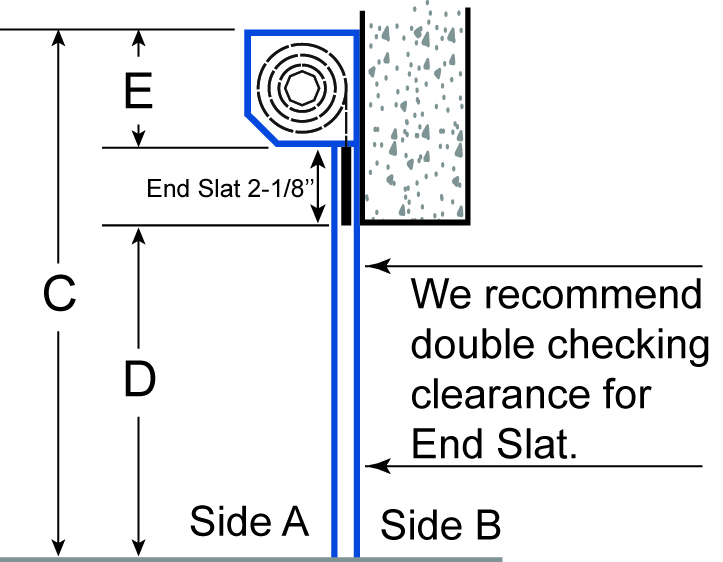 E
End Slat 2-1/8’’
C
We recommend
double checking
clearance for
End Slat.
D
Side A
Side B